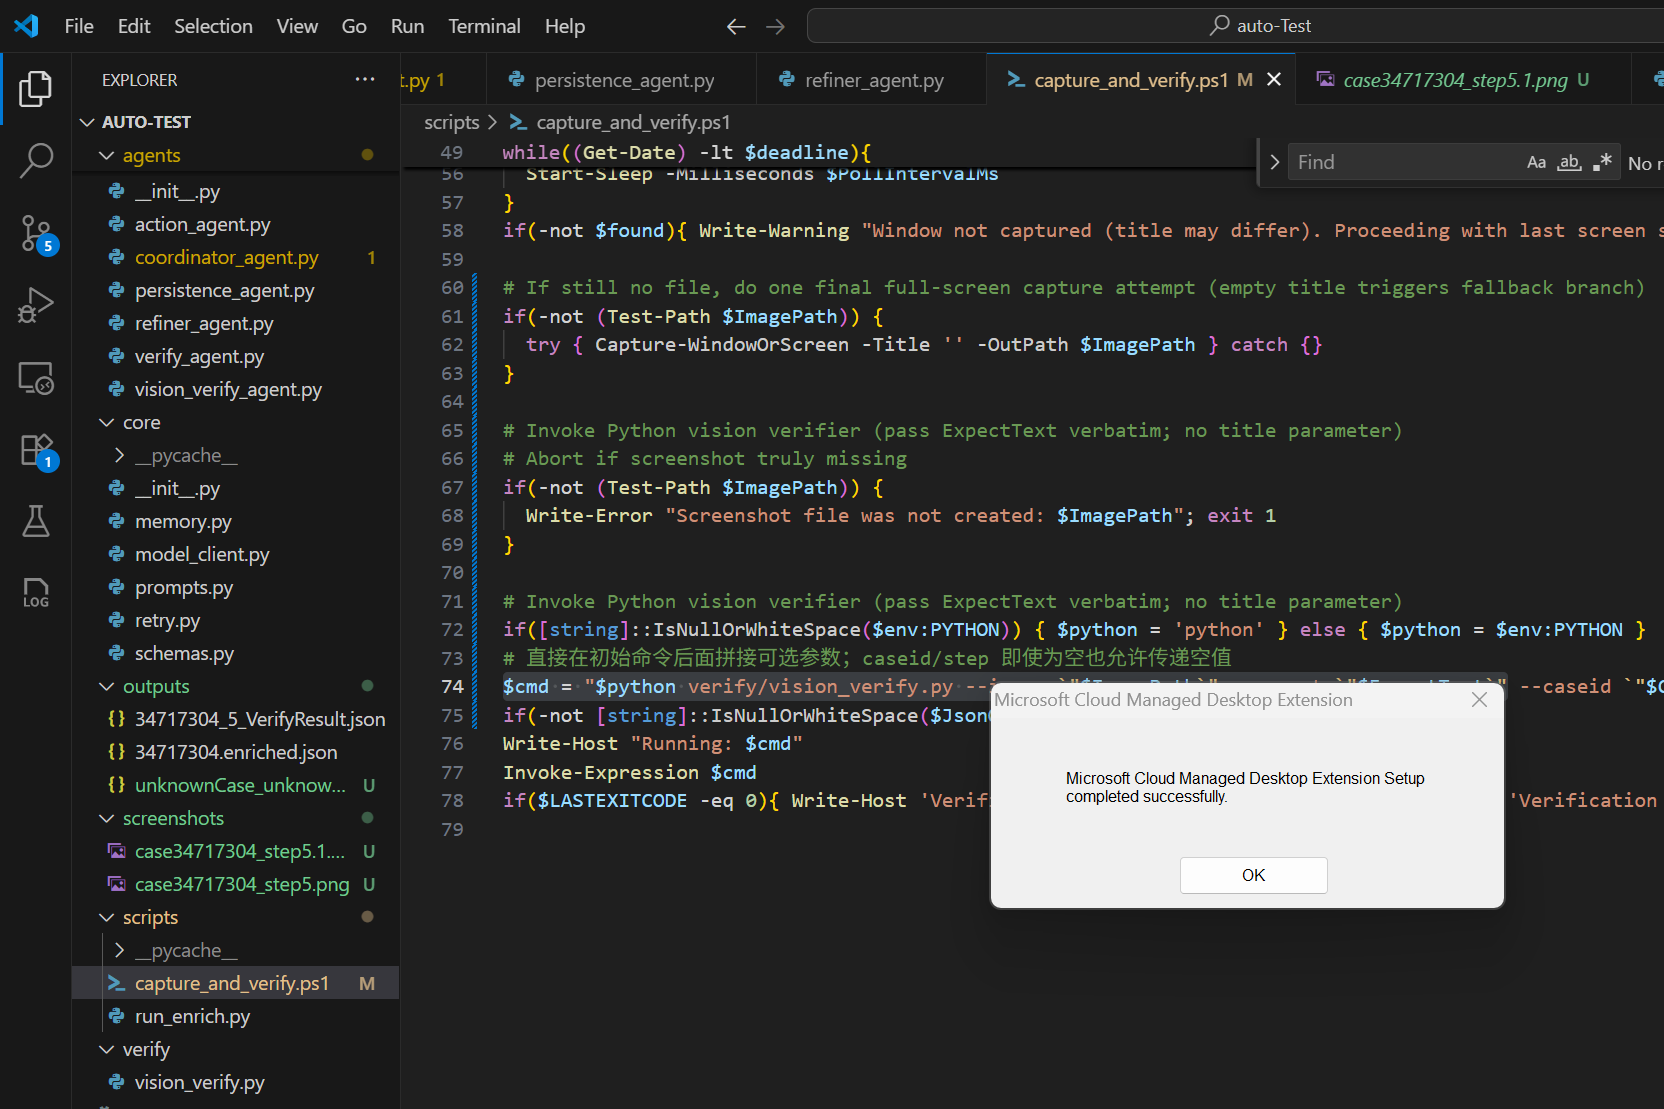 File Edit Selection View Go Run Terminal Help
auto-Test
EXPLORER
t.py 1
persistence_agent.py
refiner_agent.py
capture_and_verify.ps1 M
case34717304_step5.1.png U
scripts > capture_and_verify.ps1
Find
Aa ab .*
AUTO-TEST
agents
__init__.py
action_agent.py
coordinator_agent.py 1
persistence_agent.py
refiner_agent.py
verify_agent.py
vision_verify_agent.py
core
__pycache__
__init__.py
memory.py
model_client.py
prompts.py
retry.py
schemas.py
outputs
{} 34717304_5_VerifyResult.json
{} 34717304.enriched.json
{} unknownCase_unknow... U
screenshots
case34717304_step5.1.... U
case34717304_step5.png U
scripts
__pycache__
capture_and_verify.ps1 M
run_enrich.py
verify
vision_verify.py
5
1
LOG
49 while((Get-Date) -lt $deadline){
56 Start-Sleep -Milliseconds $PollIntervalMs
57 }
58 if(-not $found){ Write-Warning "Window not captured (title may differ). Proceeding with last screen
59
60 # If still no file, do one final full-screen capture attempt (empty title triggers fallback branch)
61 if(-not (Test-Path $ImagePath)) {
62 try { Capture-WindowOrScreen -Title '' -OutPath $ImagePath } catch {}
63 }
64
65 # Invoke Python vision verifier (pass ExpectText verbatim; no title parameter)
66 # Abort if screenshot truly missing
67 if(-not (Test-Path $ImagePath)) {
68 Write-Error "Screenshot file was not created: $ImagePath"; exit 1
69 }
70
71 # Invoke Python vision verifier (pass ExpectText verbatim; no title parameter)
72 if([string]::IsNullOrWhiteSpace($env:PYTHON)) { $python = 'python' } else { $python = $env:PYTHON }
73 # 直接在初始命令后面拼接可选参数；caseid/step 即使为空也允许传递空值
74 $cmd = "$python verify/vision_verify.py --caseid `"$
75 if(-not [string]::IsNullOrWhiteSpace($Json
76 Write-Host "Running: $cmd"
77 Invoke-Expression $cmd
78 if($LASTEXITCODE -eq 0){ Write-Host 'Verif 'Verification
79
Microsoft Cloud Managed Desktop Extension
Microsoft Cloud Managed Desktop Extension Setup
completed successfully.
OK